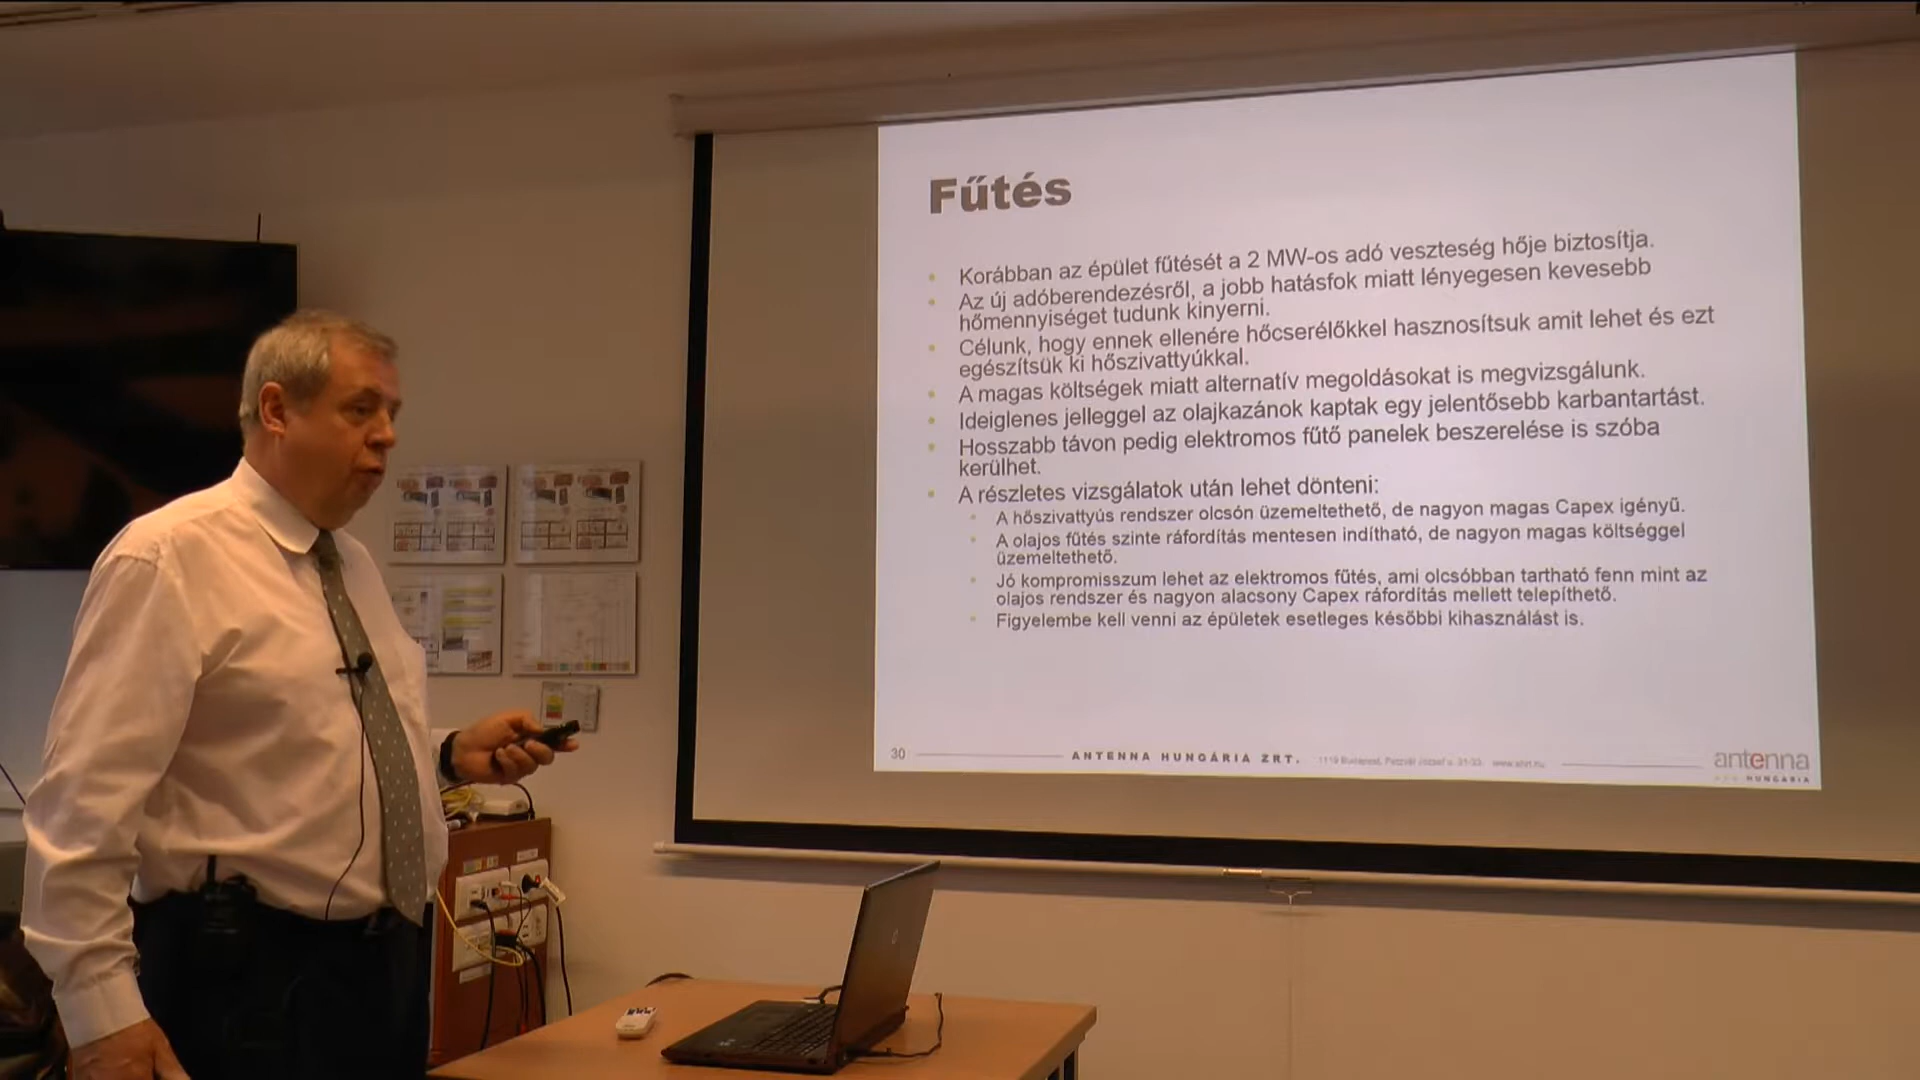 Fűtés
Korábban az épület fűtését a 2 MW-os adó veszteség hője biztosítja.
Az új adóberendezésről, a jobb hatásfok miatt lényegesen kevesebb
hőmennyiséget tudunk kinyerni.
Célunk, hogy ennek ellenére hőcserélőkkel hasznosítsuk amit lehet és ezt
egészítsük ki hőszivattyúkkal.
A magas költségek miatt alternatív megoldásokat is megvizsgálunk.
Ideiglenes jelleggel az olajkazánok kaptak egy jelentősebb karbantartást.
Hosszabb távon pedig elektromos fűtő panelek beszerelése is szóba
kerülhet.
A részletes vizsgálatok után lehet dönteni:
A hőszivattyús rendszer olcsón üzemeltethető, de nagyon magas Capex igényű.
A olajos fűtés szinte ráfordítás mentesen indítható, de nagyon magas költséggel
üzemeltethető.
Jó kompromisszum lehet az elektromos fűtés, ami olcsóbban tartható fenn mint az
olajos rendszer és nagyon alacsony Capex ráfordítás mellett telepíthető.
Figyelembe kell venni az épületek esetleges későbbi kihasználást is.
30 ANTENNA HUNGÁRIA ZRT. 1119 Budapest,
antenna
HUNGÁRIA